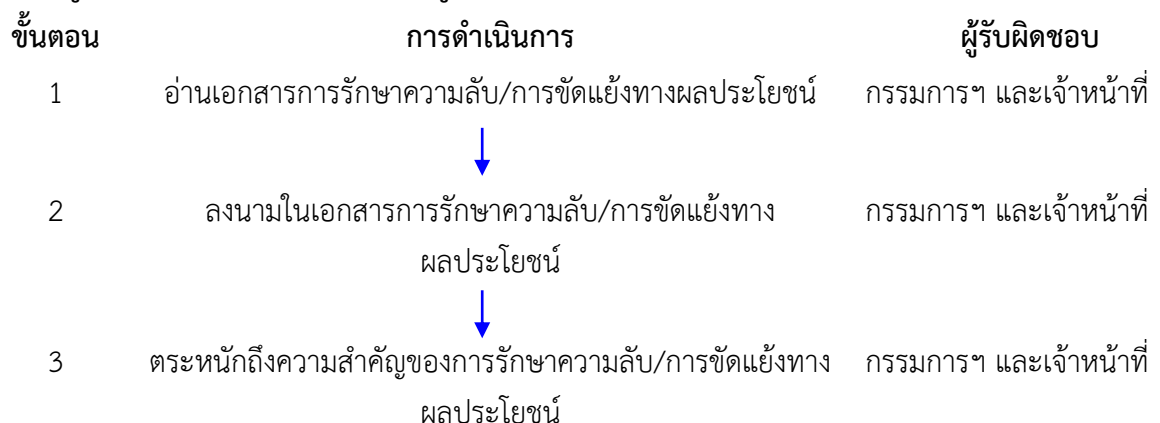 ขั้นตอน การดำเนินการ ผู้รับผิดชอบ
1 อ่านเอกสารการรักษาความลับ/การขัดแย้งทางผลประโยชน์ กรรมการฯ และเจ้าหน้าที่
2 ลงนามในเอกสารการรักษาความลับ/การขัดแย้งทาง กรรมการฯ และเจ้าหน้าที่
ผลประโยชน์
3 ตระหนักถึงความสำคัญของการรักษาความลับ/การขัดแย้งทาง กรรมการฯ และเจ้าหน้าที่
ผลประโยชน์